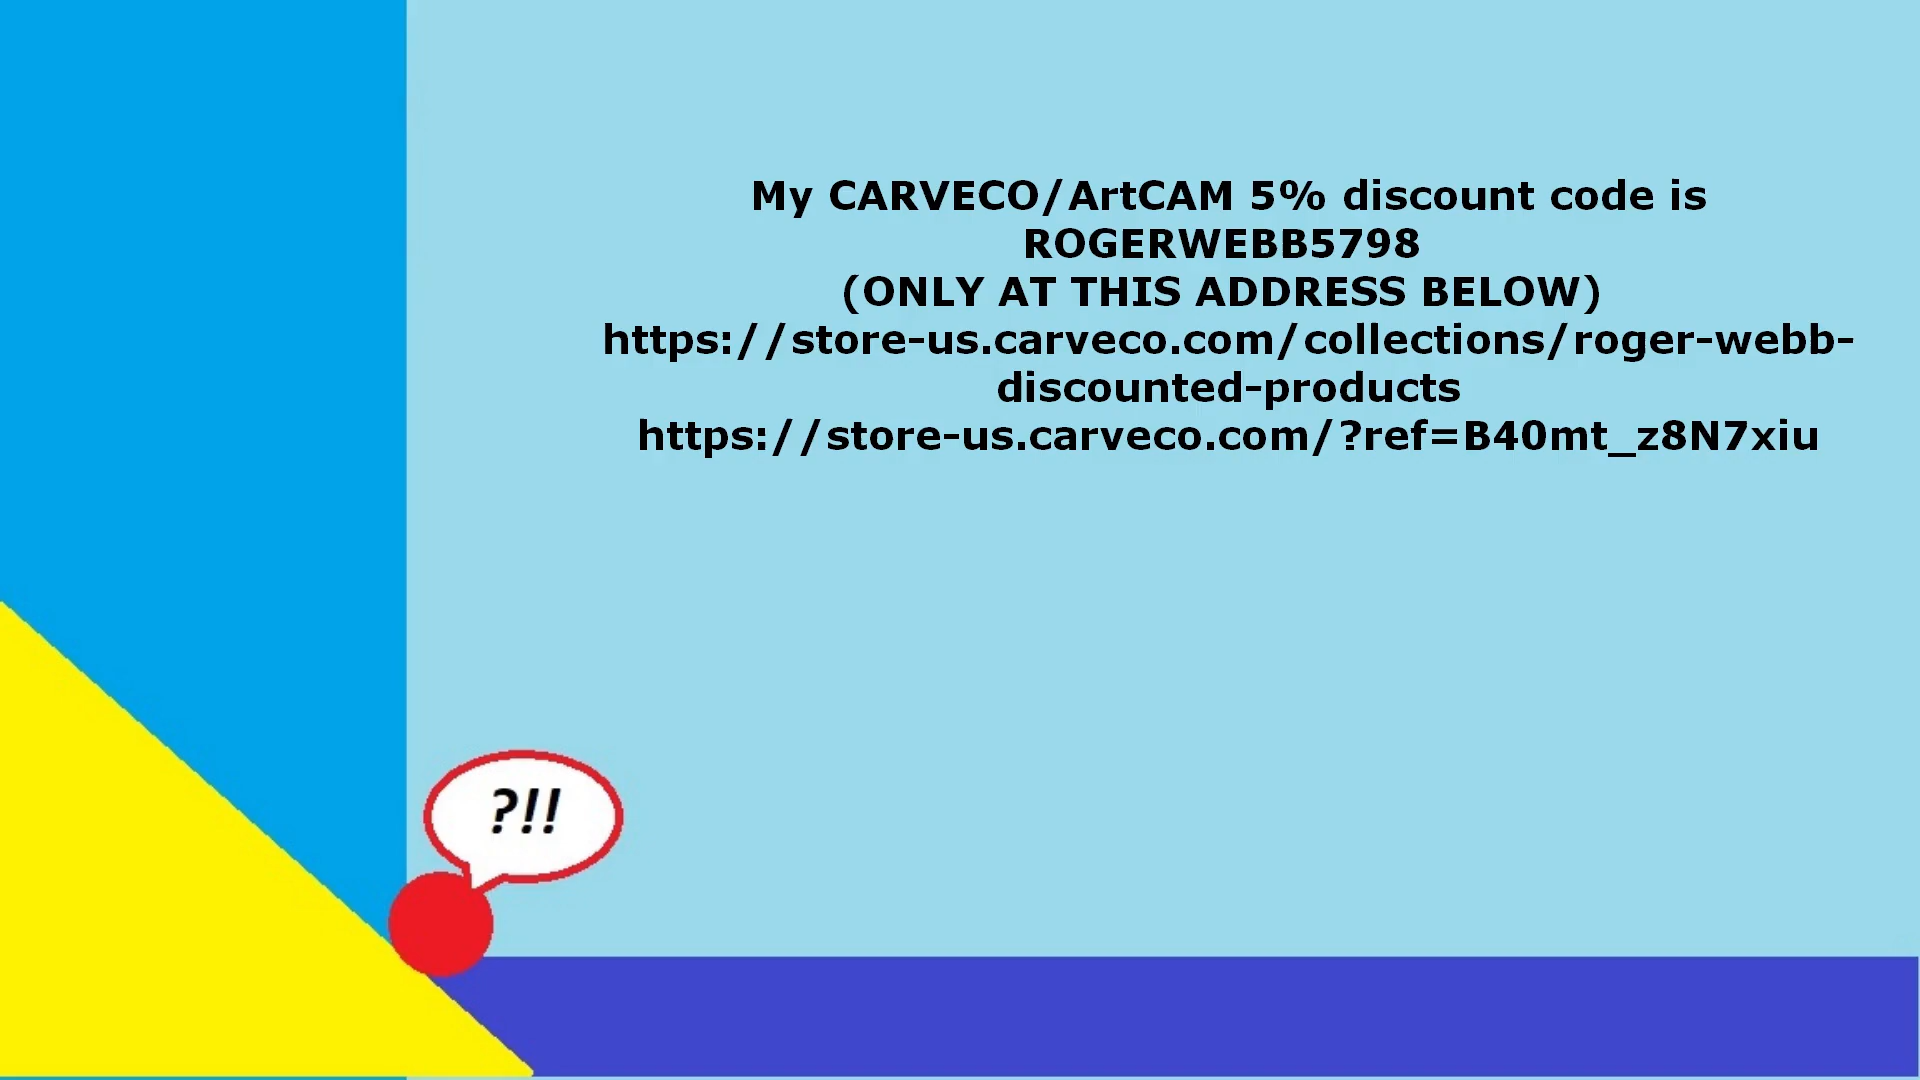 My CARVECO/ArtCAM 5% discount code is
ROGERWEBB5798
(ONLY AT THIS ADDRESS BELOW)
https://store-us.carveco.com/collections/roger-webb-
discounted-products
https://store-us.carveco.com/?ref=B40mt_z8N7xiu
?!!